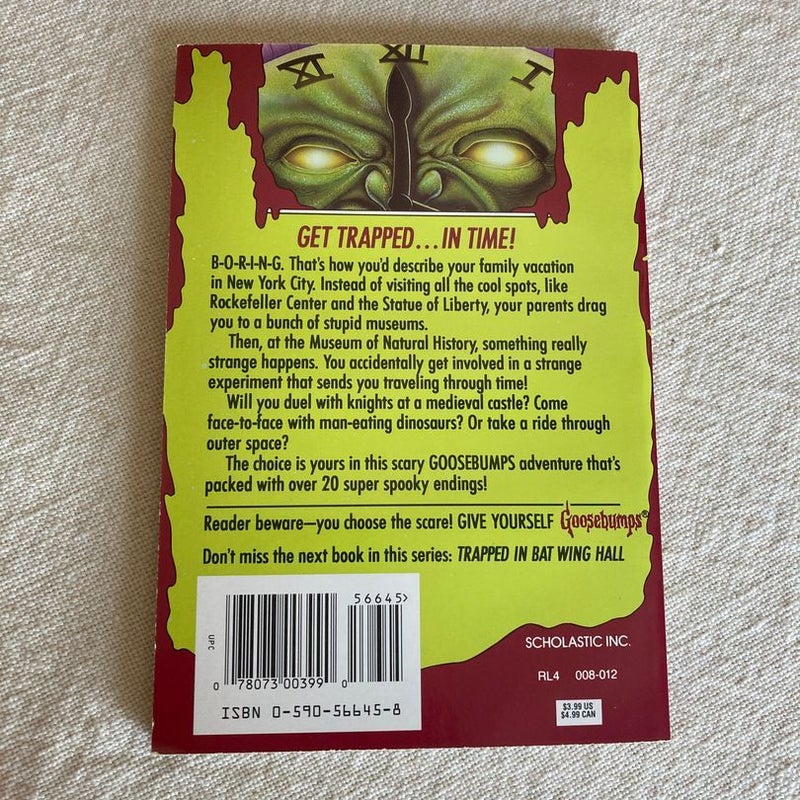 XI XII I
GET TRAPPED...IN TIME!
B-O-R-I-N-G. That's how you'd describe your family vacation
in New York City. Instead of visiting all the cool spots, like
Rockefeller Center and the Statue of Liberty, your parents drag
you to a bunch of stupid museums.
Then, at the Museum of Natural History, something really
strange happens. You accidentally get involved in a strange
experiment that sends you traveling through time!
Will you duel with knights at a medieval castle? Come
face-to-face with man-eating dinosaurs? Or take a ride through
outer space?
The choice is yours in this scary GOOSEBUMPS adventure that's
packed with over 20 super spooky endings!
Reader beware—you choose the scare! GIVE YOURSELF Goosebumps®
Don't miss the next book in this series: TRAPPED IN BAT WING HALL
56645>
UPC
0 78073 00399 0
ISBN 0-590-56645-8
SCHOLASTIC INC.
RL4 008-012
$3.99 US
$4.99 CAN